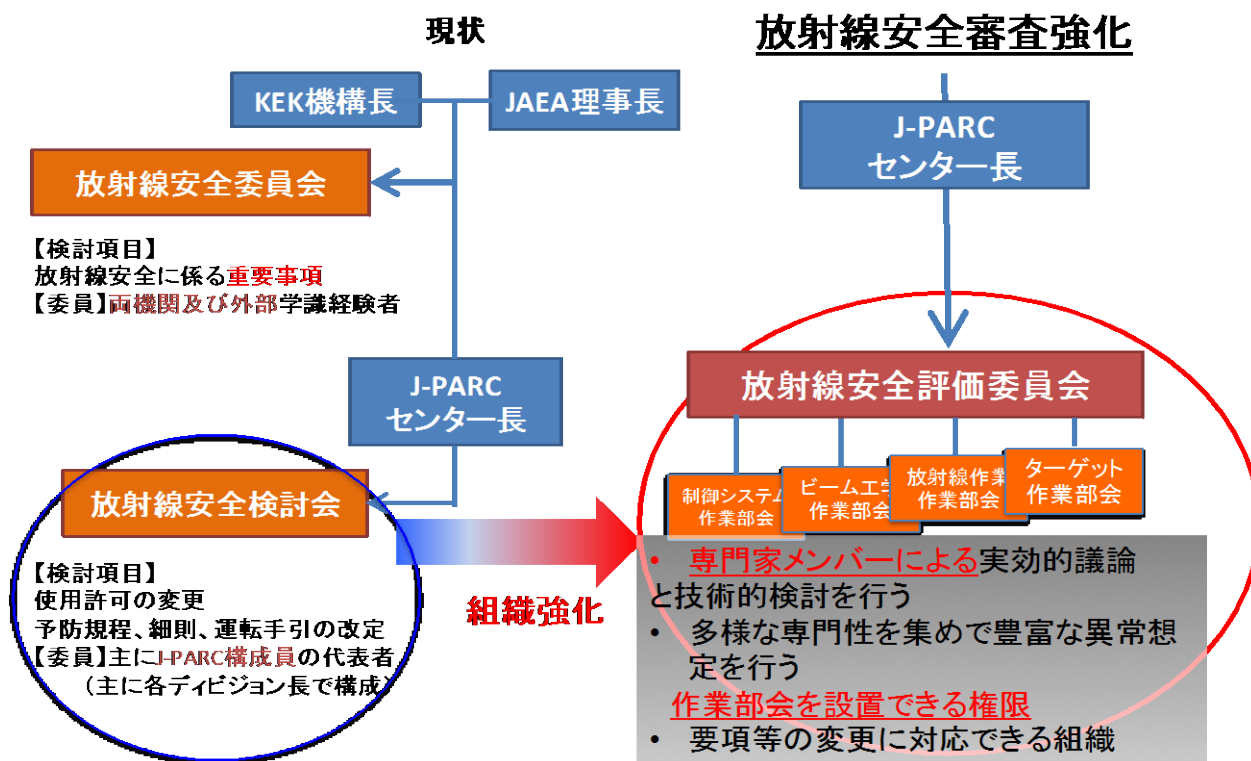 現状
KEK機構長
JAEA理事長
放射線安全委員会
【検討項目】
放射線安全に係る重要事項
【委員】両機関及び外部学識経験者
J-PARC
センター長
放射線安全検討会
【検討項目】
使用許可の変更
予防規程、細則、運転手引の改定
【委員】主にJ-PARC構成員の代表者
（主に各ディビジョン長で構成）
組織強化
放射線安全審査強化
J-PARC
センター長
放射線安全評価委員会
制御システム
作業部会
ビーム工学
作業部会
放射線作業
作業部会
ターゲット
作業部会
• 専門家メンバーによる実効的議論
と技術的検討を行う
• 多様な専門性を集めで豊富な異常想
定を行う
作業部会を設置できる権限
• 要項等の変更に対応できる組織